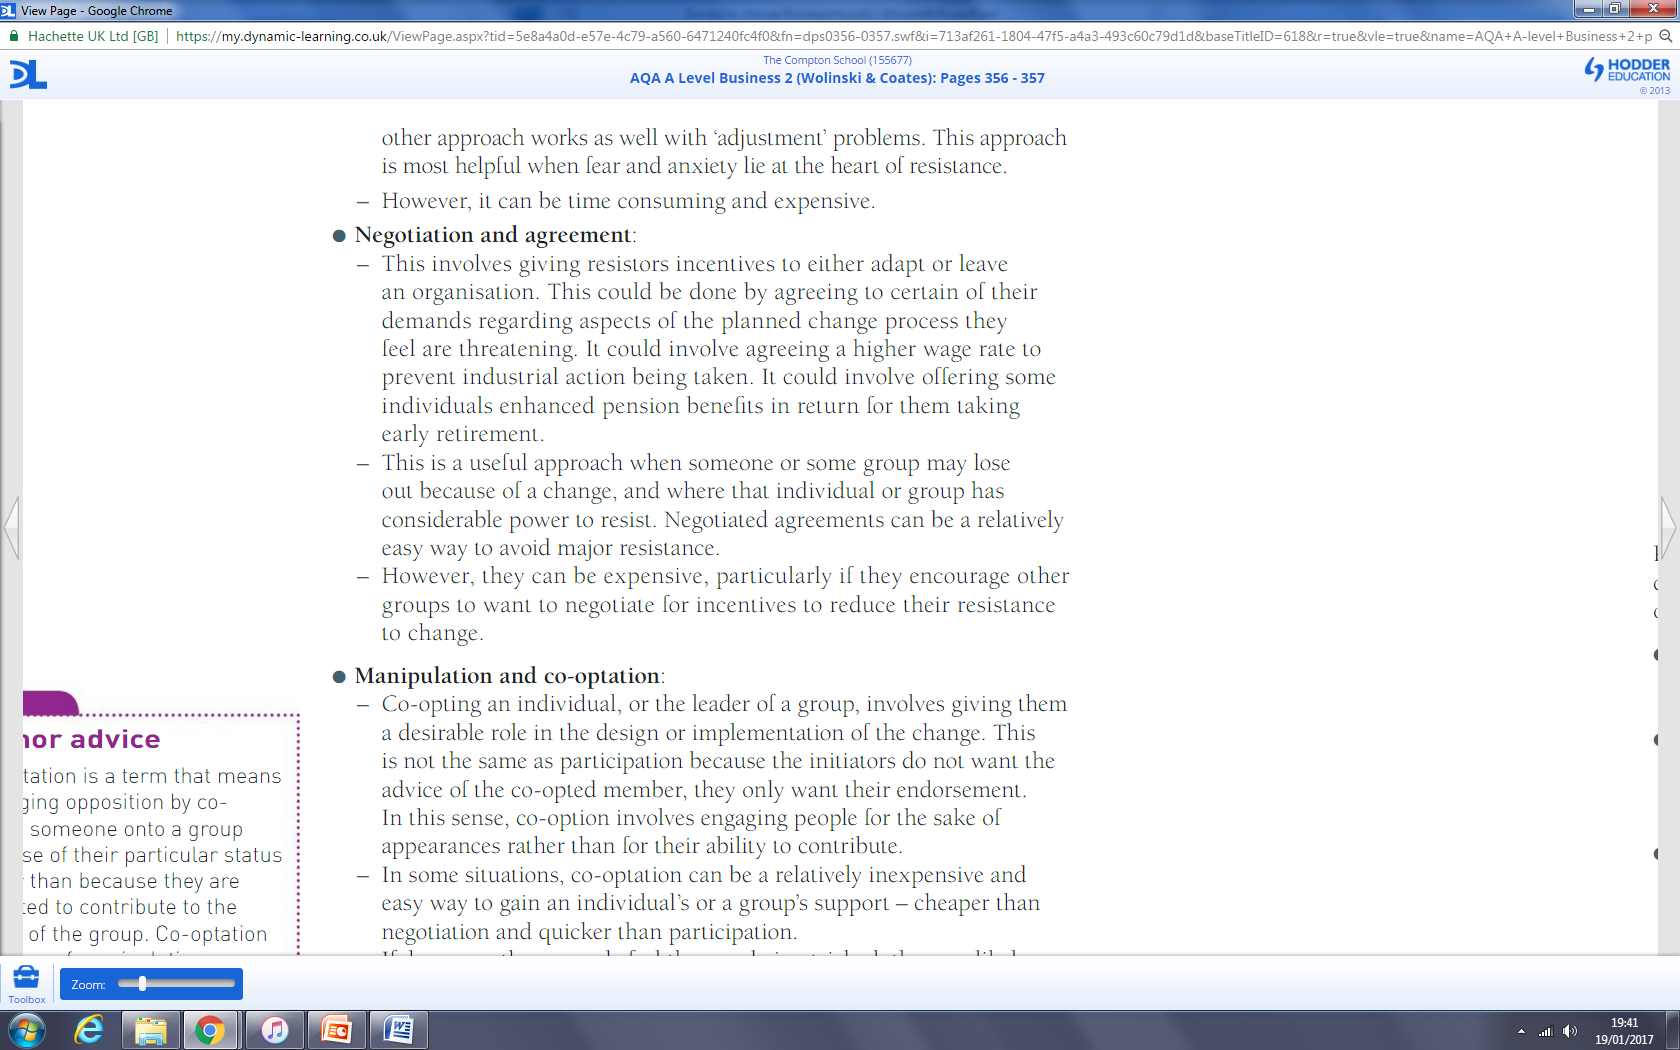 View Page - Google Chrome
Hachette UK Ltd [GB] https://my.dynamic-learning.co.uk/ViewPage.aspx?tid=5e8a4a0d-e57e-4c79-a560-6471240fc4f0&fn=dps0356-0357.swf&i=713af261-1804-47f5-a4a3-493c60c79d1d&baseTitleID=618&r=true&vle=true&name=AQA+A-level+Business+2+p
DL
The Compton School (155677)
AQA A Level Business 2 (Wolinski & Coates): Pages 356 - 357
HODDER
EDUCATION
© 2013
other approach works as well with ‘adjustment’ problems. This approach
is most helpful when fear and anxiety lie at the heart of resistance.
– However, it can be time consuming and expensive.
● Negotiation and agreement:
– This involves giving resistors incentives to either adapt or leave
an organisation. This could be done by agreeing to certain of their
demands regarding aspects of the planned change process they
feel are threatening. It could involve agreeing a higher wage rate to
prevent industrial action being taken. It could involve offering some
individuals enhanced pension benefits in return for them taking
early retirement.
– This is a useful approach when someone or some group may lose
out because of a change, and where that individual or group has
considerable power to resist. Negotiated agreements can be a relatively
easy way to avoid major resistance.
– However, they can be expensive, particularly if they encourage other
groups to want to negotiate for incentives to reduce their resistance
to change.
● Manipulation and co-optation:
– Co-opting an individual, or the leader of a group, involves giving them
a desirable role in the design or implementation of the change. This
is not the same as participation because the initiators do not want the
advice of the co-opted member, they only want their endorsement.
In this sense, co-option involves engaging people for the sake of
appearances rather than for their ability to contribute.
– In some situations, co-optation can be a relatively inexpensive and
easy way to gain an individual’s or a group’s support – cheaper than
negotiation and quicker than participation.
hor advice
tation is a term that means
ging opposition by co-
someone onto a group
se of their particular status
than because they are
ted to contribute to the
of the group. Co-optation
Toolbox
Zoom:
19:41
19/01/2017